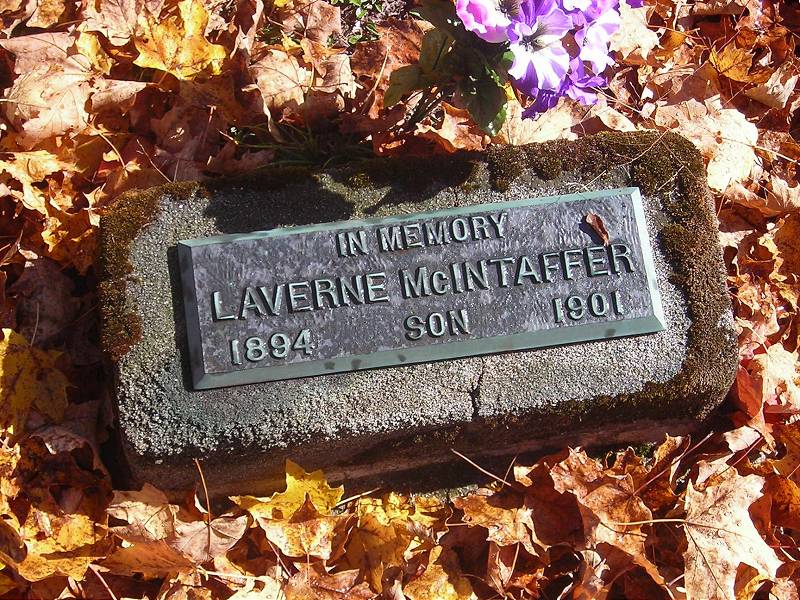 IN MEMORY
LAVERNE McINTAFFER
1894 SON 1901